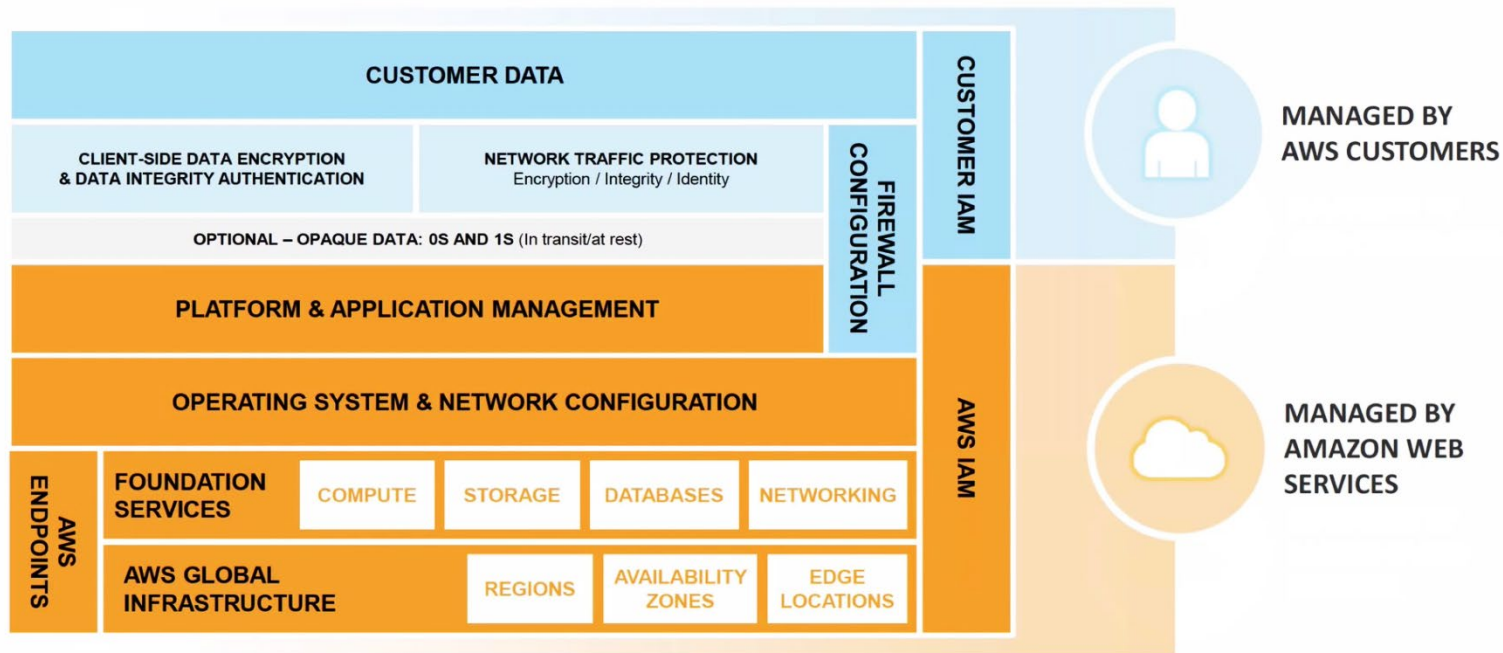 CUSTOMER DATA
CUSTOMER IAM
MANAGED BY
AWS CUSTOMERS
CLIENT-SIDE DATA ENCRYPTION
& DATA INTEGRITY AUTHENTICATION
NETWORK TRAFFIC PROTECTION
Encryption / Integrity / Identity
FIREWALL
CONFIGURATION
OPTIONAL – OPAQUE DATA: 0S AND 1S (In transit/at rest)
PLATFORM & APPLICATION MANAGEMENT
OPERATING SYSTEM & NETWORK CONFIGURATION
AWS IAM
MANAGED BY
AMAZON WEB
SERVICES
AWS
ENDPOINTS
FOUNDATION
SERVICES
COMPUTE
STORAGE
DATABASES
NETWORKING
AWS GLOBAL
INFRASTRUCTURE
REGIONS
AVAILABILITY
ZONES
EDGE
LOCATIONS